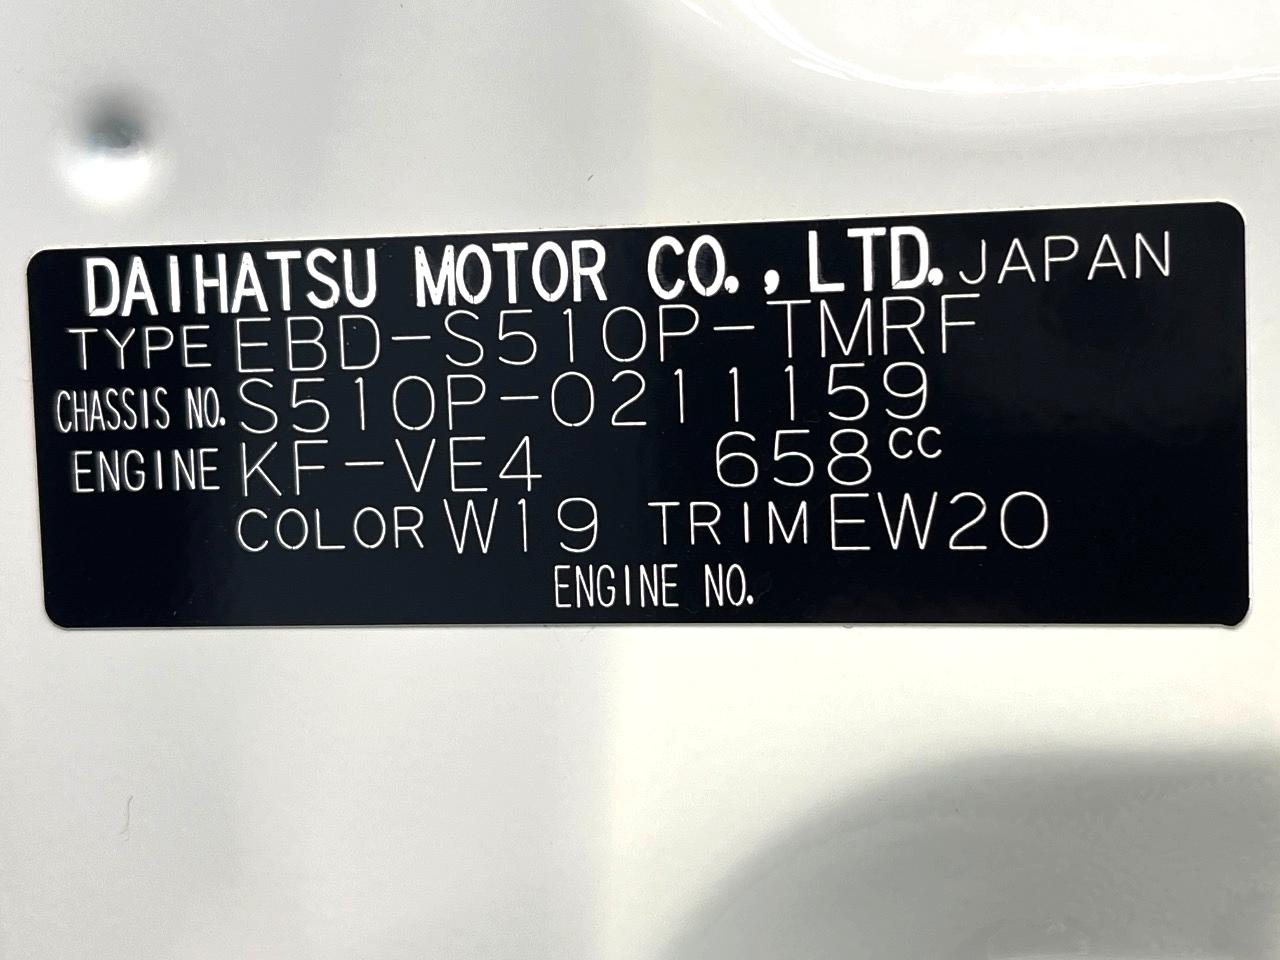 DAIHATSU MOTOR CO., LTD. JAPAN
TYPE EBD-S510P-TMRF
CHASSIS NO. S510P-0211159
ENGINE KF-VE4 658CC
COLOR W19 TRIM EW20
ENGINE NO.